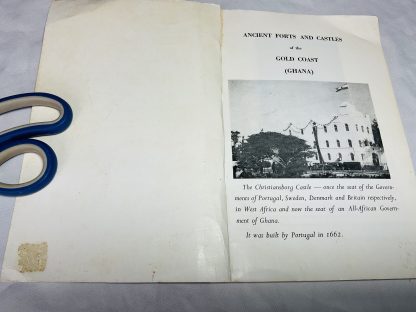 ANCIENT FORTS AND CASTLES
of the
GOLD COAST
(GHANA)
The Christiansborg Castle — once the seat of the Govern-
ments of Portugal, Sweden, Denmark and Britain repectively,
in West Africa and now the seat of an All-African Govern-
ment of Ghana.
It was built by Portugal in 1662.